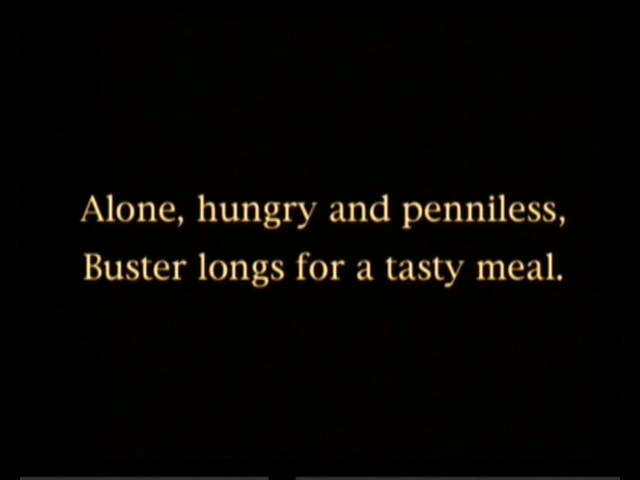 Alone, hungry and penniless,
Buster longs for a tasty meal.